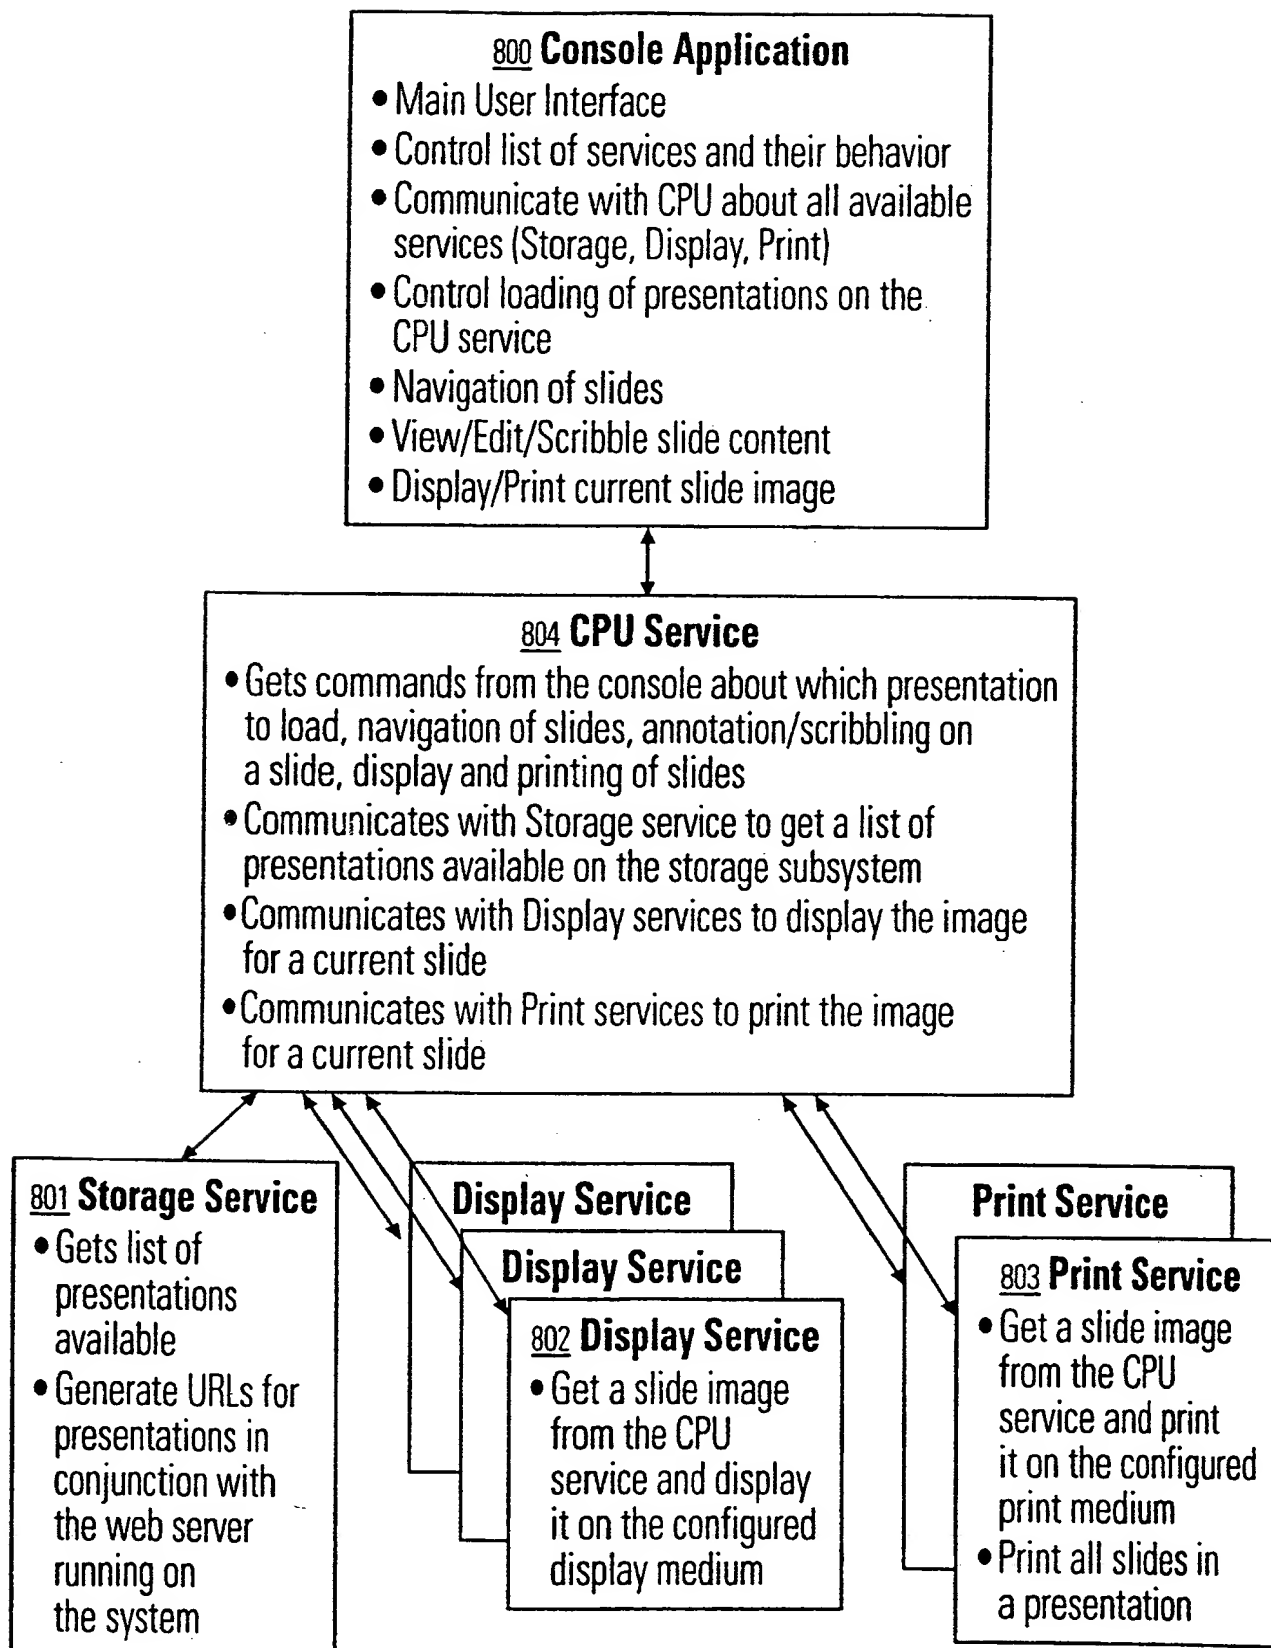 800 Console Application
• Main User Interface
• Control list of services and their behavior
• Communicate with CPU about all available
services (Storage, Display, Print)
• Control loading of presentations on the
CPU service
• Navigation of slides
• View/Edit/Scribble slide content
• Display/Print current slide image
804 CPU Service
• Gets commands from the console about which presentation
to load, navigation of slides, annotation/scribbling on
a slide, display and printing of slides
• Communicates with Storage service to get a list of
presentations available on the storage subsystem
• Communicates with Display services to display the image
for a current slide
• Communicates with Print services to print the image
for a current slide
801 Storage Service
• Gets list of
presentations
available
• Generate URLs for
presentations in
conjunction with
the web server
running on
the system
Display Service
Display Service
802 Display Service
• Get a slide image
from the CPU
service and display
it on the configured
display medium
Print Service
803 Print Service
• Get a slide image
from the CPU
service and print
it on the configured
print medium
• Print all slides in
a presentation